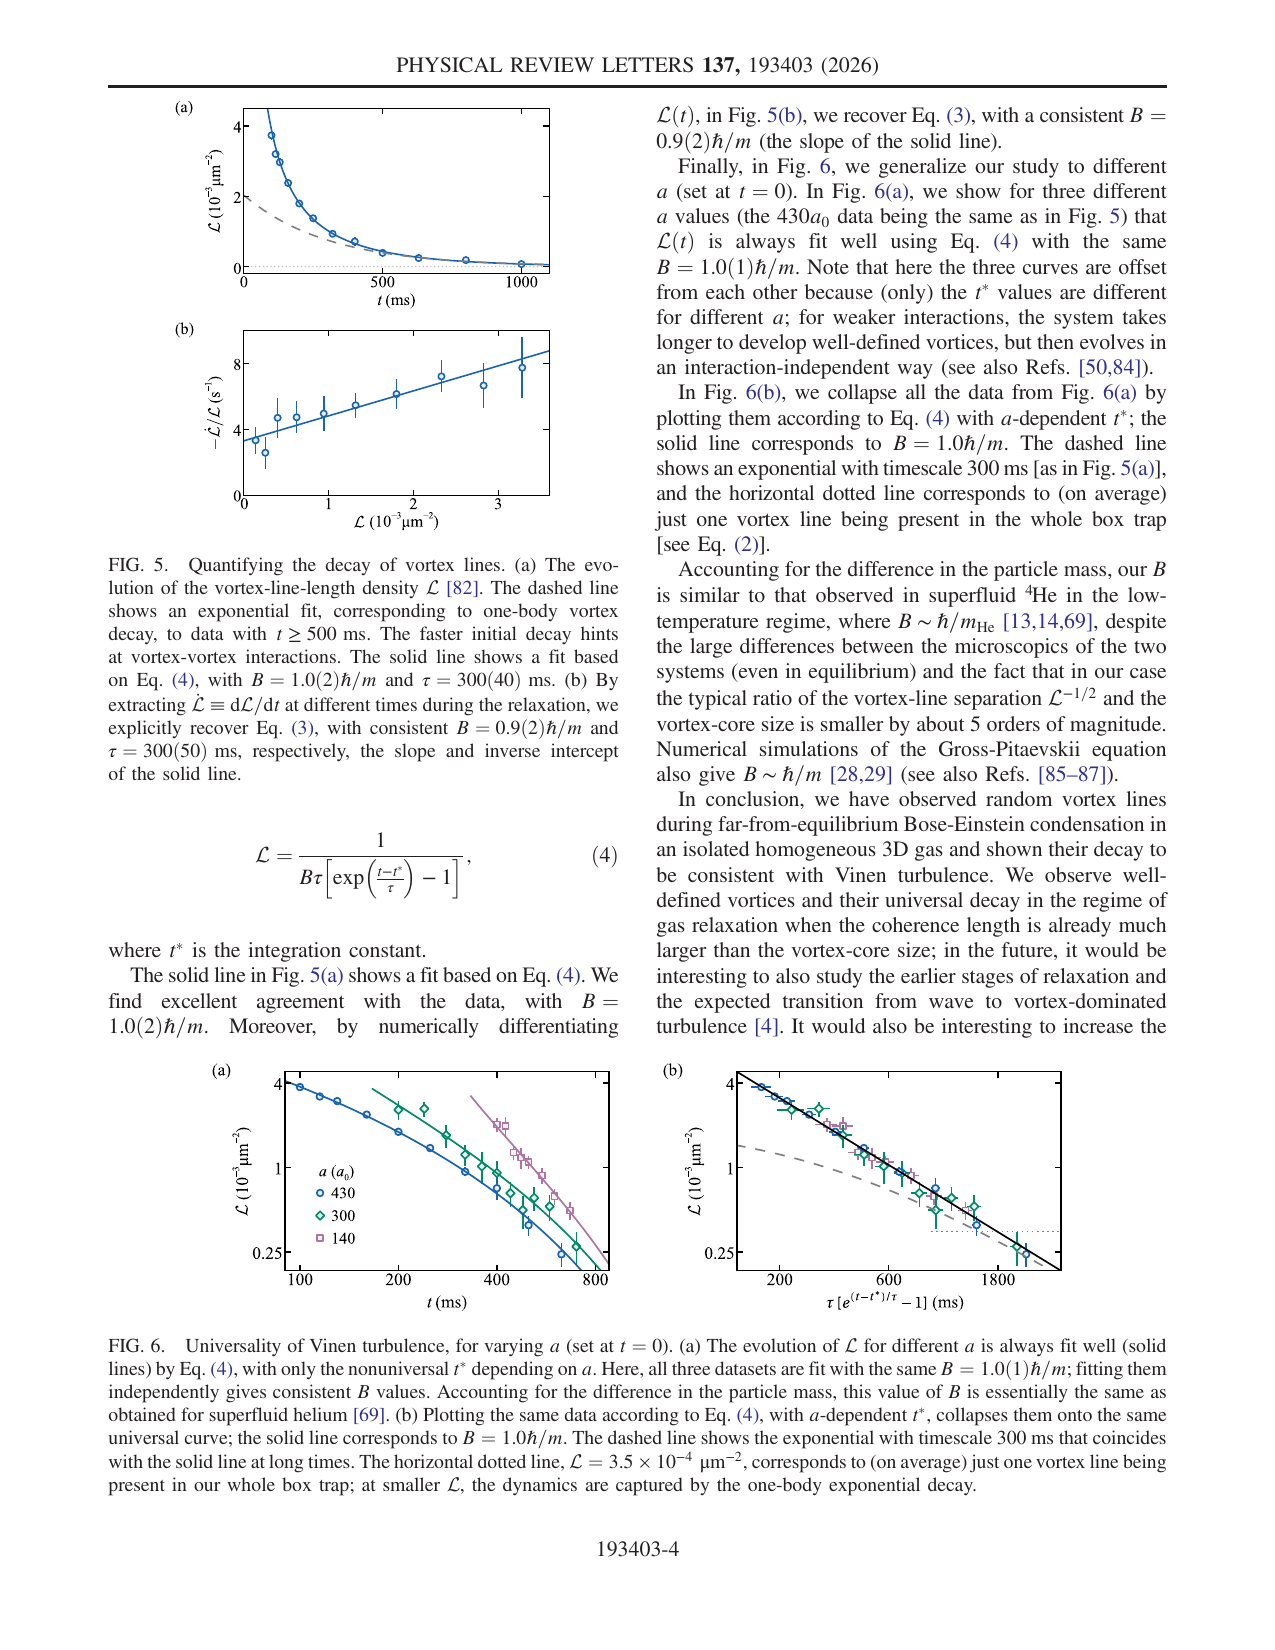 PHYSICAL REVIEW LETTERS 137, 193403 (2026)
(a)
4
2
0
ℒ (10⁻³μm⁻²)
0
500
1000
t (ms)
(b)
8
4
0
−ℒ̇/ℒ (s⁻¹)
0
1
2
3
ℒ (10⁻³μm⁻²)
FIG. 5. Quantifying the decay of vortex lines. (a) The evo-
lution of the vortex-line-length density ℒ [82]. The dashed line
shows an exponential fit, corresponding to one-body vortex
decay, to data with t ≥ 500 ms. The faster initial decay hints
at vortex-vortex interactions. The solid line shows a fit based
on Eq. (4), with B = 1.0(2)ℏ/m and τ = 300(40) ms. (b) By
extracting ℒ̇ ≡ dℒ/dt at different times during the relaxation, we
explicitly recover Eq. (3), with consistent B = 0.9(2)ℏ/m and
τ = 300(50) ms, respectively, the slope and inverse intercept
of the solid line.
ℒ = 1 / Bτ[exp((t−t*)/τ) − 1], (4)
where t* is the integration constant.
The solid line in Fig. 5(a) shows a fit based on Eq. (4). We
find excellent agreement with the data, with B =
1.0(2)ℏ/m. Moreover, by numerically differentiating
ℒ(t), in Fig. 5(b), we recover Eq. (3), with a consistent B =
0.9(2)ℏ/m (the slope of the solid line).
Finally, in Fig. 6, we generalize our study to different
a (set at t = 0). In Fig. 6(a), we show for three different
a values (the 430a₀ data being the same as in Fig. 5) that
ℒ(t) is always fit well using Eq. (4) with the same
B = 1.0(1)ℏ/m. Note that here the three curves are offset
from each other because (only) the t* values are different
for different a; for weaker interactions, the system takes
longer to develop well-defined vortices, but then evolves in
an interaction-independent way (see also Refs. [50,84]).
In Fig. 6(b), we collapse all the data from Fig. 6(a) by
plotting them according to Eq. (4) with a-dependent t*; the
solid line corresponds to B = 1.0ℏ/m. The dashed line
shows an exponential with timescale 300 ms [as in Fig. 5(a)],
and the horizontal dotted line corresponds to (on average)
just one vortex line being present in the whole box trap
[see Eq. (2)].
Accounting for the difference in the particle mass, our B
is similar to that observed in superfluid ⁴He in the low-
temperature regime, where B ∼ ℏ/m_He [13,14,69], despite
the large differences between the microscopics of the two
systems (even in equilibrium) and the fact that in our case
the typical ratio of the vortex-line separation ℒ⁻¹/² and the
vortex-core size is smaller by about 5 orders of magnitude.
Numerical simulations of the Gross-Pitaevskii equation
also give B ∼ ℏ/m [28,29] (see also Refs. [85–87]).
In conclusion, we have observed random vortex lines
during far-from-equilibrium Bose-Einstein condensation in
an isolated homogeneous 3D gas and shown their decay to
be consistent with Vinen turbulence. We observe well-
defined vortices and their universal decay in the regime of
gas relaxation when the coherence length is already much
larger than the vortex-core size; in the future, it would be
interesting to also study the earlier stages of relaxation and
the expected transition from wave to vortex-dominated
turbulence [4]. It would also be interesting to increase the
(a)
4
1
0.25
ℒ (10⁻³μm⁻²)
a (a₀)
430
300
140
100
200
400
800
t (ms)
(b)
4
1
0.25
ℒ (10⁻³μm⁻²)
200
600
1800
τ [e^(t−t*)/τ − 1] (ms)
FIG. 6. Universality of Vinen turbulence, for varying a (set at t = 0). (a) The evolution of ℒ for different a is always fit well (solid
lines) by Eq. (4), with only the nonuniversal t* depending on a. Here, all three datasets are fit with the same B = 1.0(1)ℏ/m; fitting them
independently gives consistent B values. Accounting for the difference in the particle mass, this value of B is essentially the same as
obtained for superfluid helium [69]. (b) Plotting the same data according to Eq. (4), with a-dependent t*, collapses them onto the same
universal curve; the solid line corresponds to B = 1.0ℏ/m. The dashed line shows the exponential with timescale 300 ms that coincides
with the solid line at long times. The horizontal dotted line, ℒ = 3.5 × 10⁻⁴ μm⁻², corresponds to (on average) just one vortex line being
present in our whole box trap; at smaller ℒ, the dynamics are captured by the one-body exponential decay.
193403-4